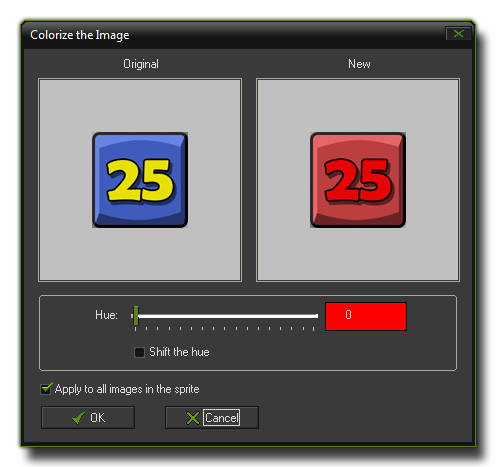 Colorize the Image
Original New
25 25
Hue: 0
Shift the hue
Apply to all images in the sprite
OK Cancel